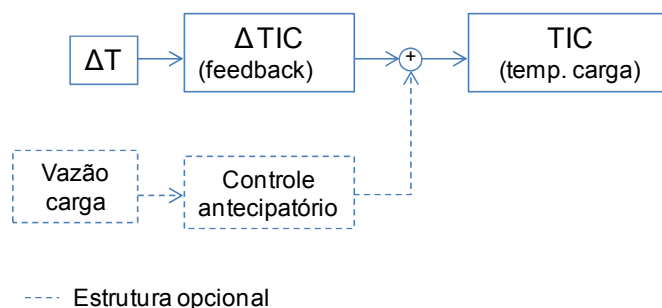 ΔT
ΔTIC
(feedback)
+
TIC
(temp. carga)
Vazão
carga
Controle
antecipatório
Estrutura opcional